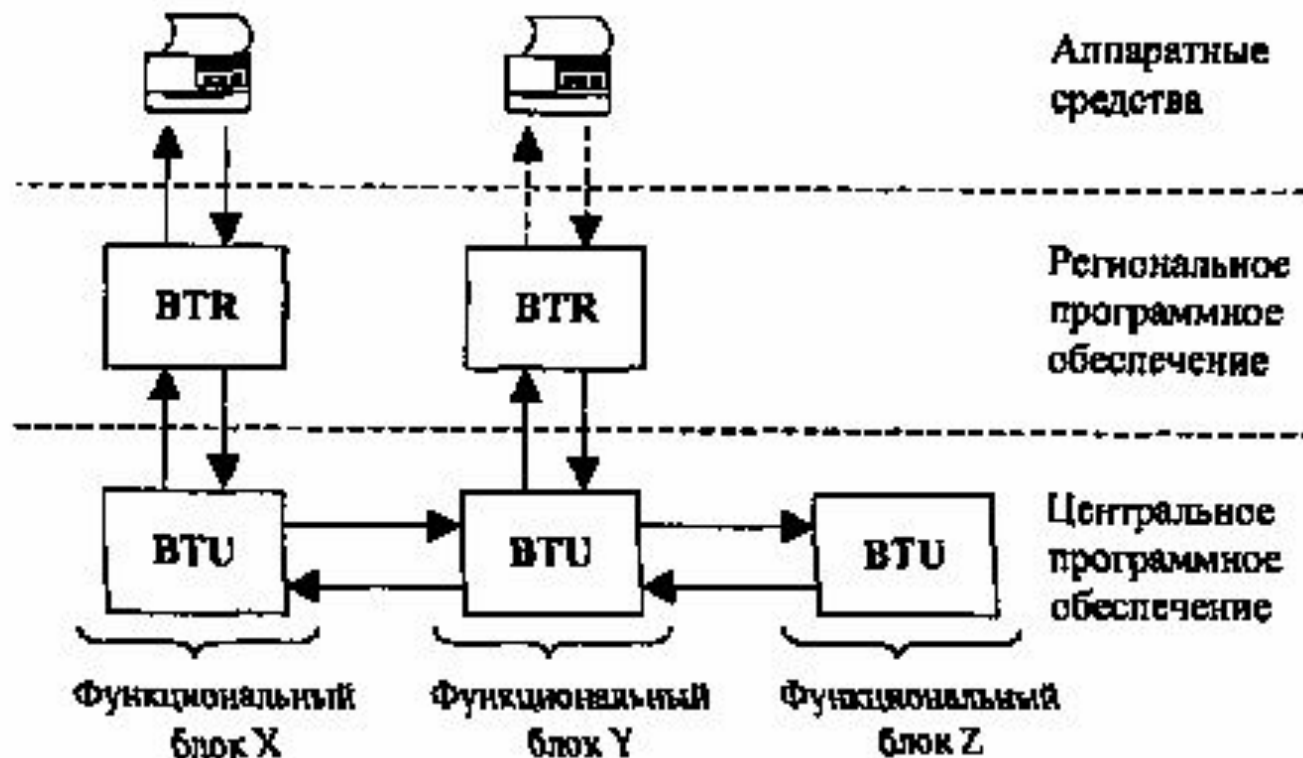 Аппаратные
средства
BTR
BTR
Региональное
программное
обеспечение
BTU
BTU
BTU
Центральное
программное
обеспечение
Функциональный
блок X
Функциональный
блок Y
Функциональный
блок Z